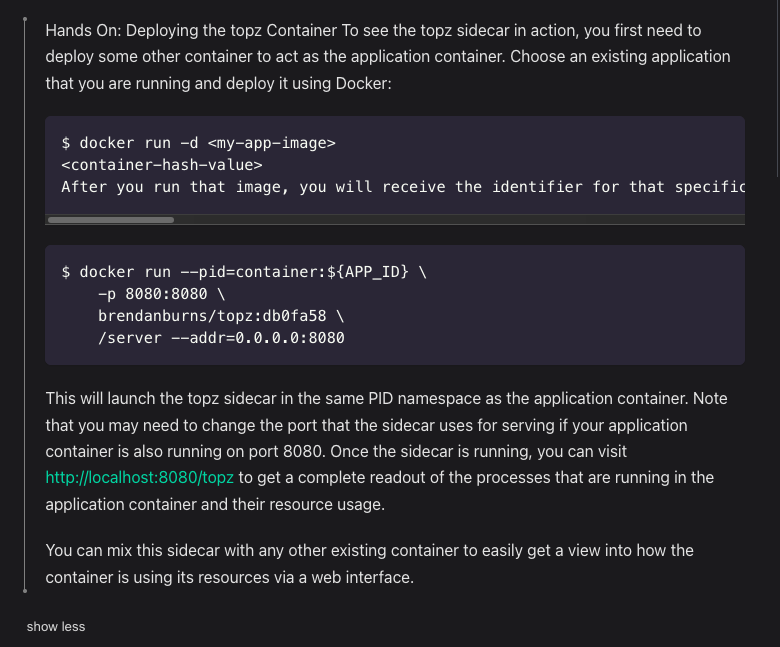 Hands On: Deploying the topz Container To see the topz sidecar in action, you first need to
deploy some other container to act as the application container. Choose an existing application
that you are running and deploy it using Docker:
$ docker run -d <my-app-image>
<container-hash-value>
After you run that image, you will receive the identifier for that specific
$ docker run --pid=container:${APP_ID} \
-p 8080:8080 \
brendanburns/topz:db0fa58 \
/server --addr=0.0.0.0:8080
This will launch the topz sidecar in the same PID namespace as the application container. Note
that you may need to change the port that the sidecar uses for serving if your application
container is also running on port 8080. Once the sidecar is running, you can visit
http://localhost:8080/topz to get a complete readout of the processes that are running in the
application container and their resource usage.
You can mix this sidecar with any other existing container to easily get a view into how the
container is using its resources via a web interface.
show less